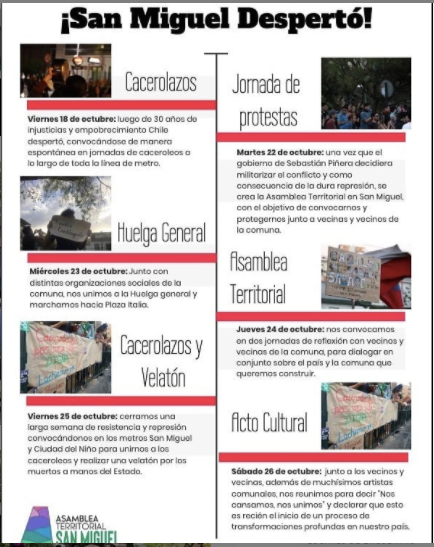 ¡San Miguel Despertó!
Cacerolazos
Viernes 18 de octubre: luego de 30 años de
injusticias y empobrecimiento Chile
despertó, convocándose de manera
espontánea en jornadas de caceroleos a
lo largo de toda la línea de metro.
Jornada de
protestas
Martes 22 de octubre: una vez que el
gobierno de Sebastián Piñera decidiera
militarizar el conflicto y como
consecuencia de la dura represión, se
crea la Asamblea Territorial en San Miguel,
con el objetivo de convocarnos y
protegernos junto a vecinas y vecinos de
la comuna.
Huelga General
Miércoles 23 de octubre: Junto con
distintas organizaciones sociales de la
comuna, nos unimos a la Huelga general y
marchamos hacia Plaza Italia.
Asamblea
Territorial
Jueves 24 de octubre: nos convocamos
en dos jornadas de reflexión con vecinos y
vecinas de la comuna, para dialogar en
conjunto sobre el país y la comuna que
queremos construir.
Cacerolazos y
Velatón
Viernes 25 de octubre: cerramos una
larga semana de resistencia y represión
convocándonos en los metros San Miguel
y Ciudad del Niño para unirnos a los
caceroleos y realizar una velatón por los
muertos a manos del Estado.
Acto Cultural
Sábado 26 de octubre: junto a los vecinos y
vecinas, además de muchísimos artistas
comunales, nos reunimos para decir "Nos
cansamos, nos unimos" y declarar que esto
es recién el inicio de un proceso de
transformaciones profundas en nuestro país.
ASAMBLEA
TERRITORIAL
SAN MIGUEL